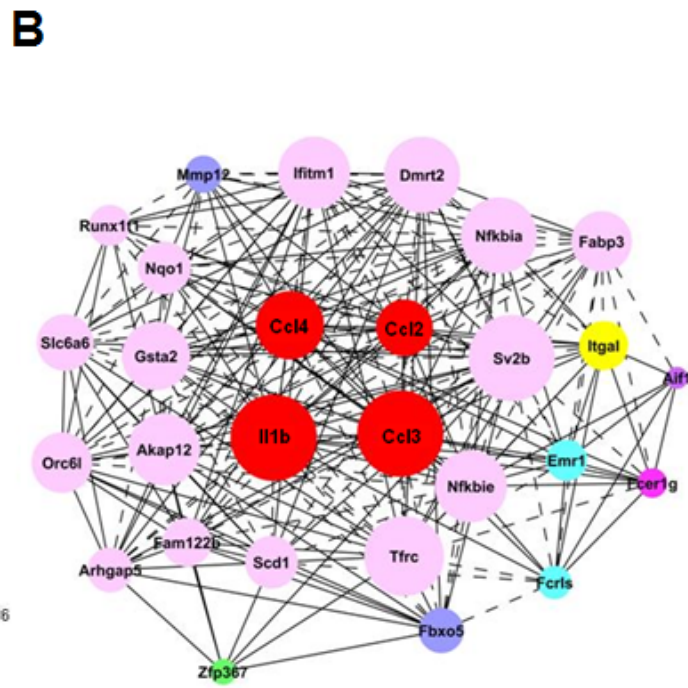 B
Mmp12
Ifitm1
Dmrt2
Runx1t1
Nqo1
Nfkbia
Fabp3
Ccl4
Ccl2
Slc6a6
Gsta2
Sv2b
Itgal
Aif1
Il1b
Ccl3
Orc6l
Akap12
Nfkbie
Emr1
Fcer1g
Fam122b
Arhgap5
Scd1
Tfrc
Fcrls
6
Fbxo5
Zfp367